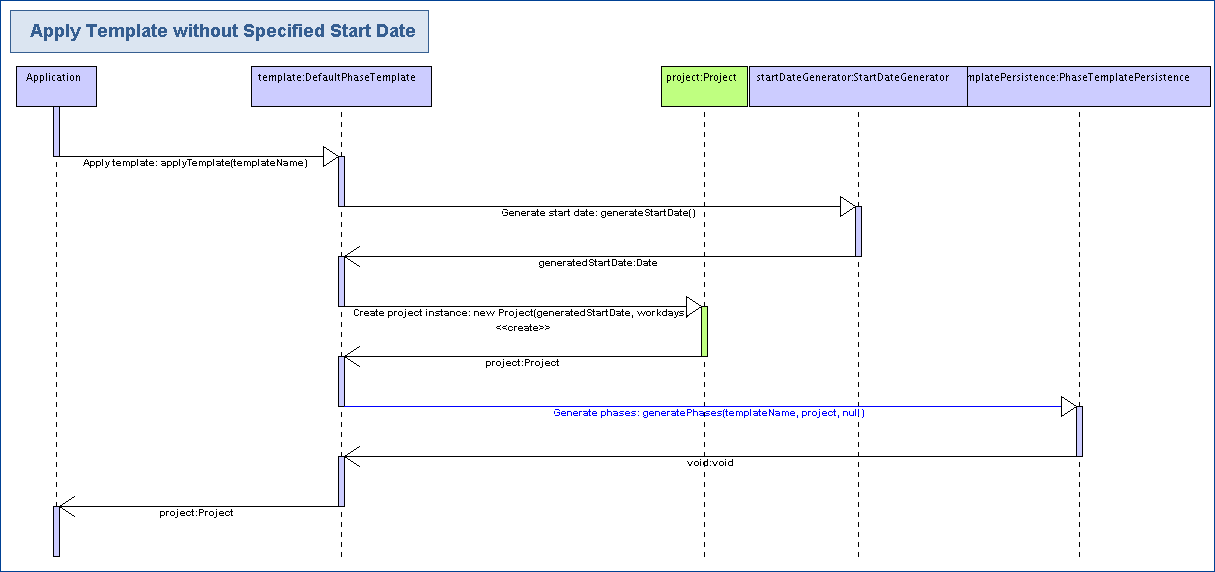 Apply Template without Specified Start Date
Application
template:DefaultPhaseTemplate
project:Project
startDateGenerator:StartDateGenerator
mplatePersistence:PhaseTemplatePersistence
Apply template: applyTemplate(templateName)
Generate start date: generateStartDate()
generatedStartDate:Date
Create project instance: new Project(generatedStartDate, workdays
<<create>>
project:Project
Generate phases: generatePhases(templateName, project, null)
void:void
project:Project